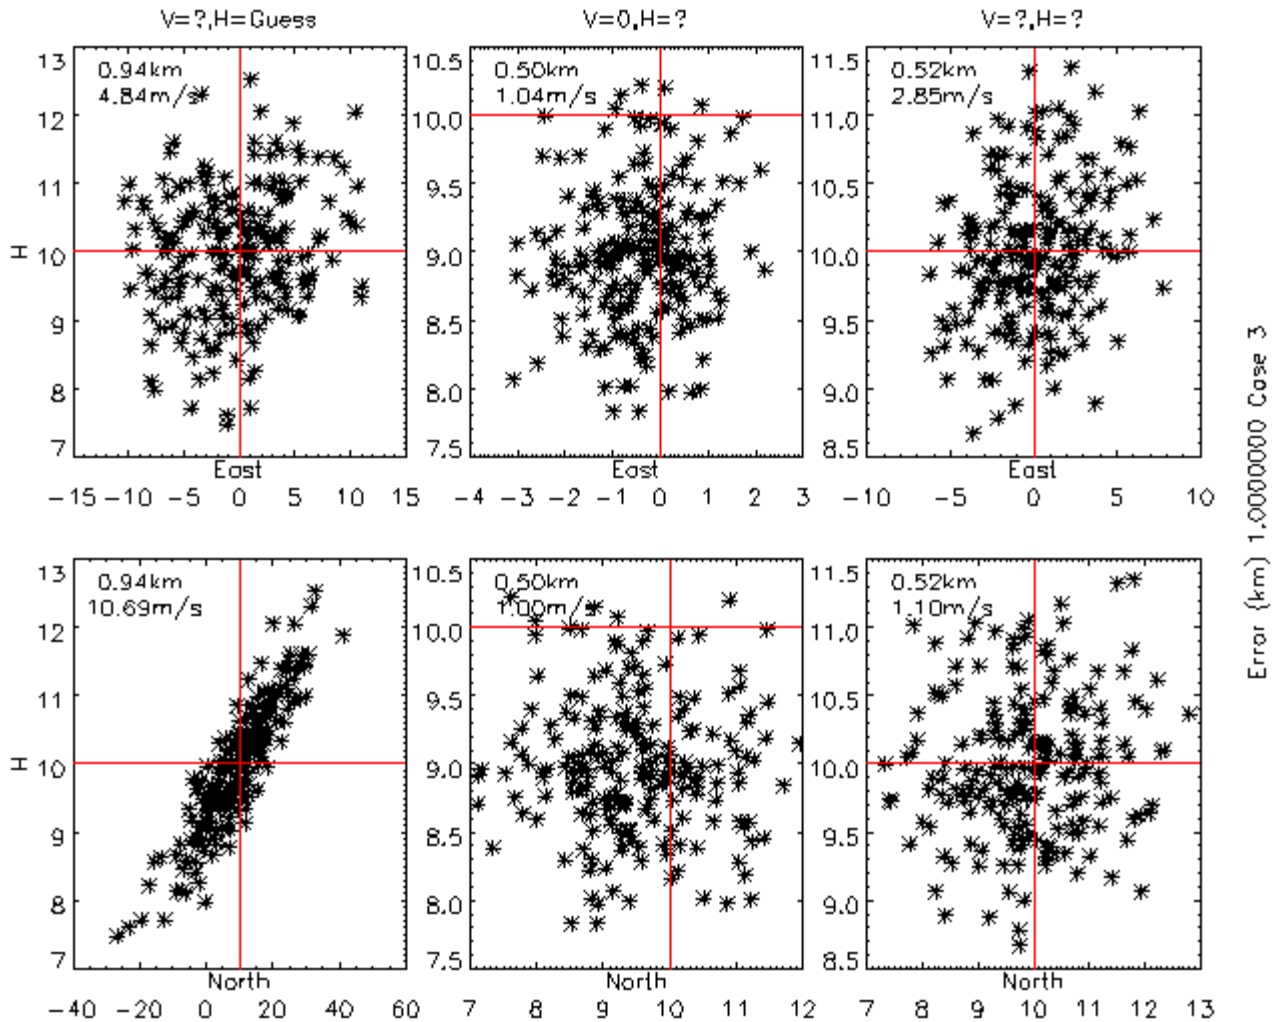 V=?,H=Guess V=0,H=? V=?,H=?
13 10.5 11.5
0.94km 0.50km 0.52km
4.84m/s 1.04m/s 2.85m/s
12 10.0 11.0
11 9.5 10.5
H 10 9.0 10.0
9 8.5 9.5
8 8.0 9.0
7 7.5 8.5
East East East
-15 -10 -5 0 5 10 15 -4 -3 -2 -1 0 1 2 3 -10 -5 0 5 10
13 10.5 11.5
0.94km 0.50km 0.52km
10.69m/s 1.00m/s 1.10m/s
12 10.0 11.0
11 9.5 10.5
H 10 9.0 10.0
9 8.5 9.5
8 8.0 9.0
7 7.5 8.5
North North North
-40 -20 0 20 40 60 7 8 9 10 11 12 7 8 9 10 11 12 13
Error (km) 1.0000000 Case 3